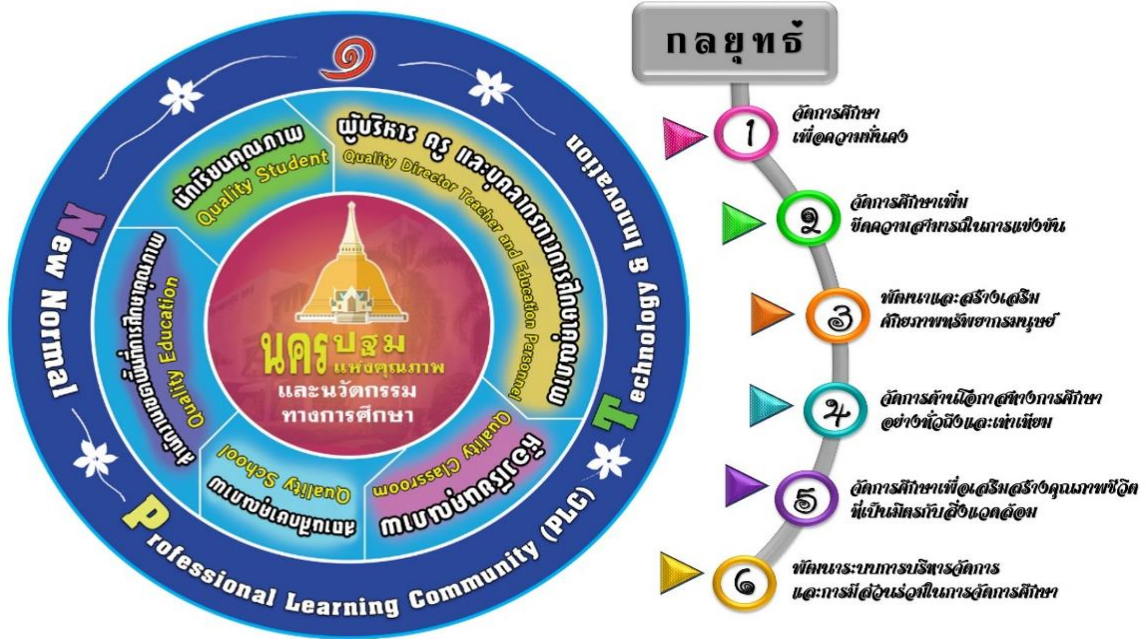 ๑
นักเรียนคุณภาพ
Quality Student
ผู้บริหาร ครู และบุคลากรทางการศึกษาคุณภาพ
Quality Director Teacher and Education Personnel
ห้องเรียนคุณภาพ
Quality Classroom
สถานศึกษาคุณภาพ
Quality School
สำนักงานเขตพื้นที่การศึกษาคุณภาพ
Quality Education
นครปฐม
แห่งคุณภาพ
และนวัตกรรม
ทางการศึกษา
New Normal
Technology & Innovation
Professional Learning Community (PLC)
กลยุทธ์
1
จัดการศึกษา
เพื่อความมั่นคง
2
จัดการศึกษาเพิ่ม
ขีดความสามารถในการแข่งขัน
3
พัฒนาและสร้างเสริม
ศักยภาพทรัพยากรมนุษย์
4
จัดการด้านโอกาสทางการศึกษา
อย่างทั่วถึงและเท่าเทียม
5
จัดการศึกษาเพื่อเสริมสร้างคุณภาพชีวิต
ที่เป็นมิตรกับสิ่งแวดล้อม
6
พัฒนาระบบการบริหารจัดการ
และการมีส่วนร่วมในการจัดการศึกษา